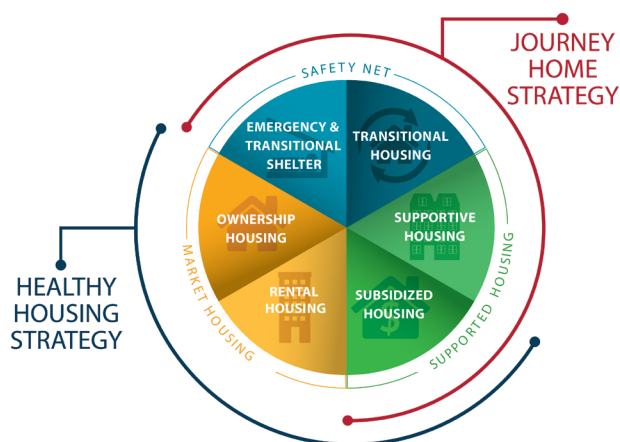 JOURNEY
HOME
STRATEGY
SAFETY NET
EMERGENCY &
TRANSITIONAL
SHELTER
TRANSITIONAL
HOUSING
OWNERSHIP
HOUSING
SUPPORTIVE
HOUSING
RENTAL
HOUSING
SUBSIDIZED
HOUSING
$
MARKET HOUSING
SUPPORTED HOUSING
HEALTHY
HOUSING
STRATEGY